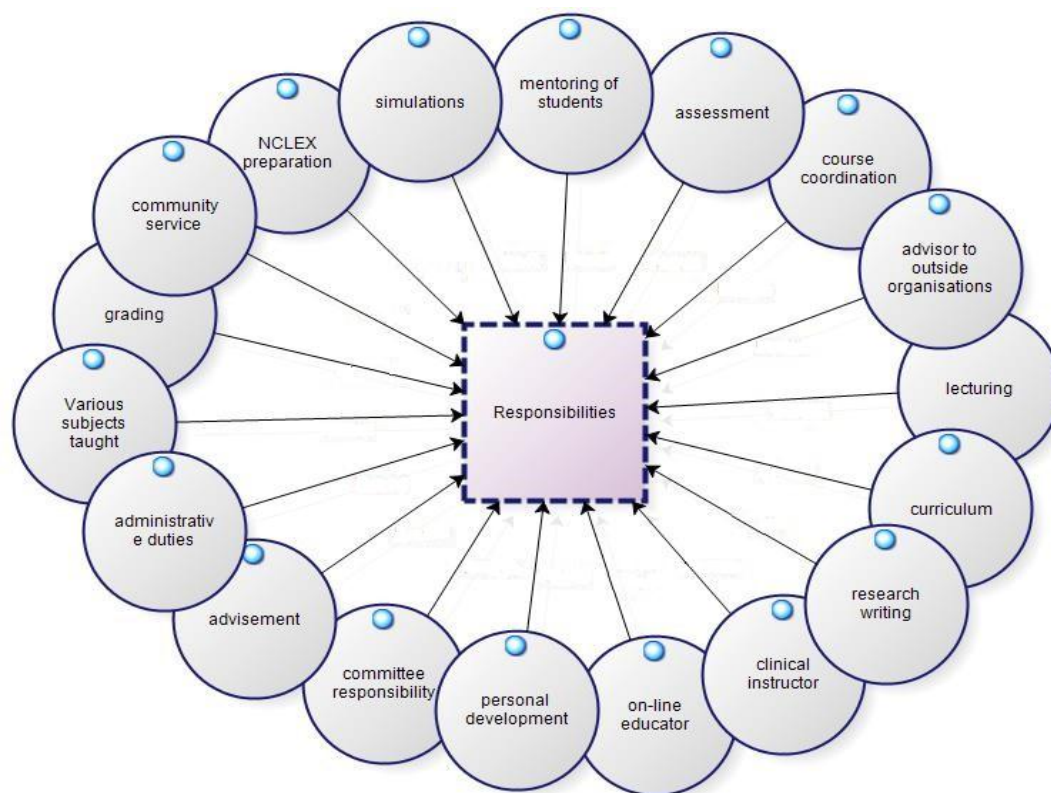 simulations
mentoring of
students
assessment
NCLEX
preparation
course
coordination
community
service
advisor to
outside
organisations
grading
lecturing
Various
subjects
taught
Responsibilities
curriculum
administrativ
e duties
research
writing
advisement
clinical
instructor
committee
responsibility
personal
development
on-line
educator